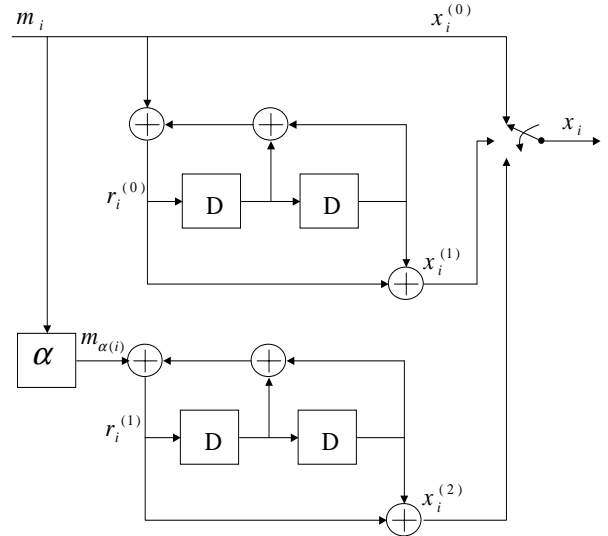 m_i
x_i^(0)
x_i
r_i^(0)
D
D
x_i^(1)
α
m_α(i)
r_i^(1)
D
D
x_i^(2)